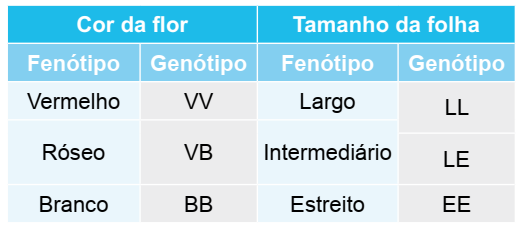 Cor da flor Tamanho da folha
Fenótipo Genótipo Fenótipo Genótipo
Vermelho VV Largo LL
Róseo VB Intermediário LE
Branco BB Estreito EE